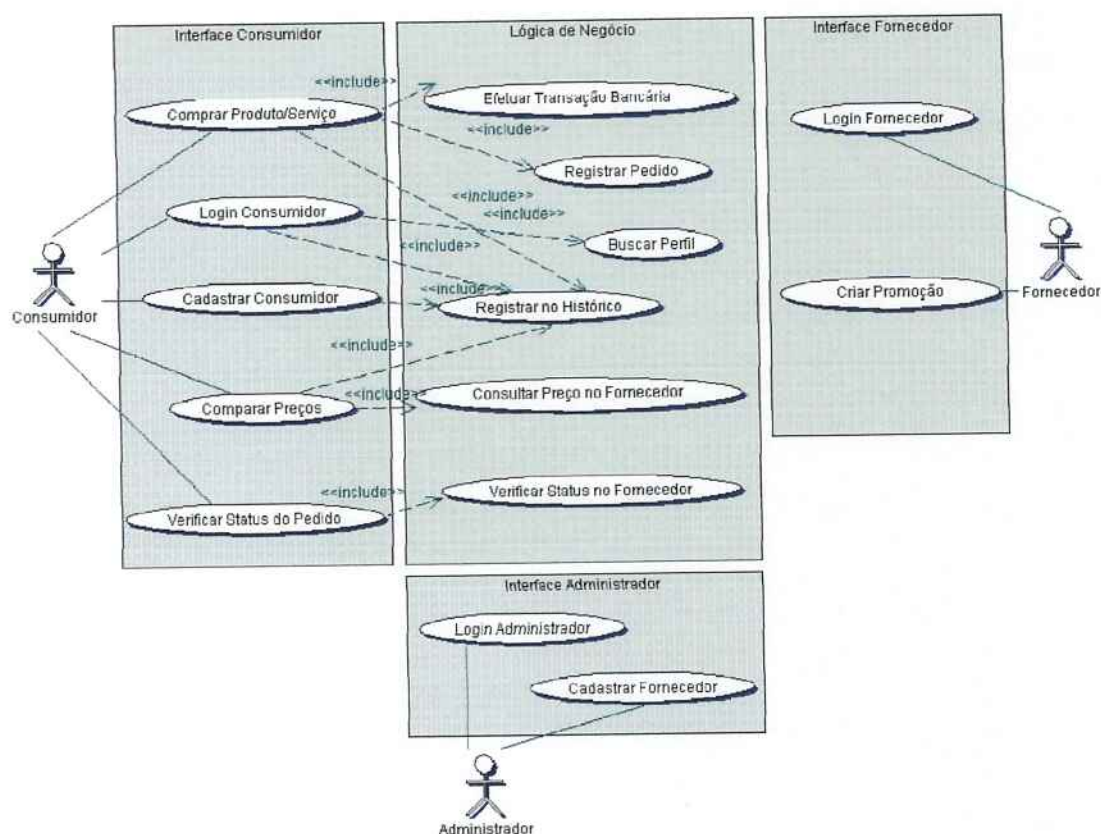 Interface Consumidor
Lógica de Negócio
Interface Fornecedor
<<include>>
Efetuar Transação Bancária
Comprar Produto/Serviço
<<include>>
Login Fornecedor
Registrar Pedido
<<include>>
<<include>>
Login Consumidor
<<include>>
Buscar Perfil
<<include>>
Cadastrar Consumidor
Registrar no Histórico
Criar Promoção
Fornecedor
Consumidor
<<include>>
<<include>>
Consultar Preço no Fornecedor
Comparar Preços
<<include>>
Verificar Status no Fornecedor
Verificar Status do Pedido
Interface Administrador
Login Administrador
Cadastrar Fornecedor
Administrador